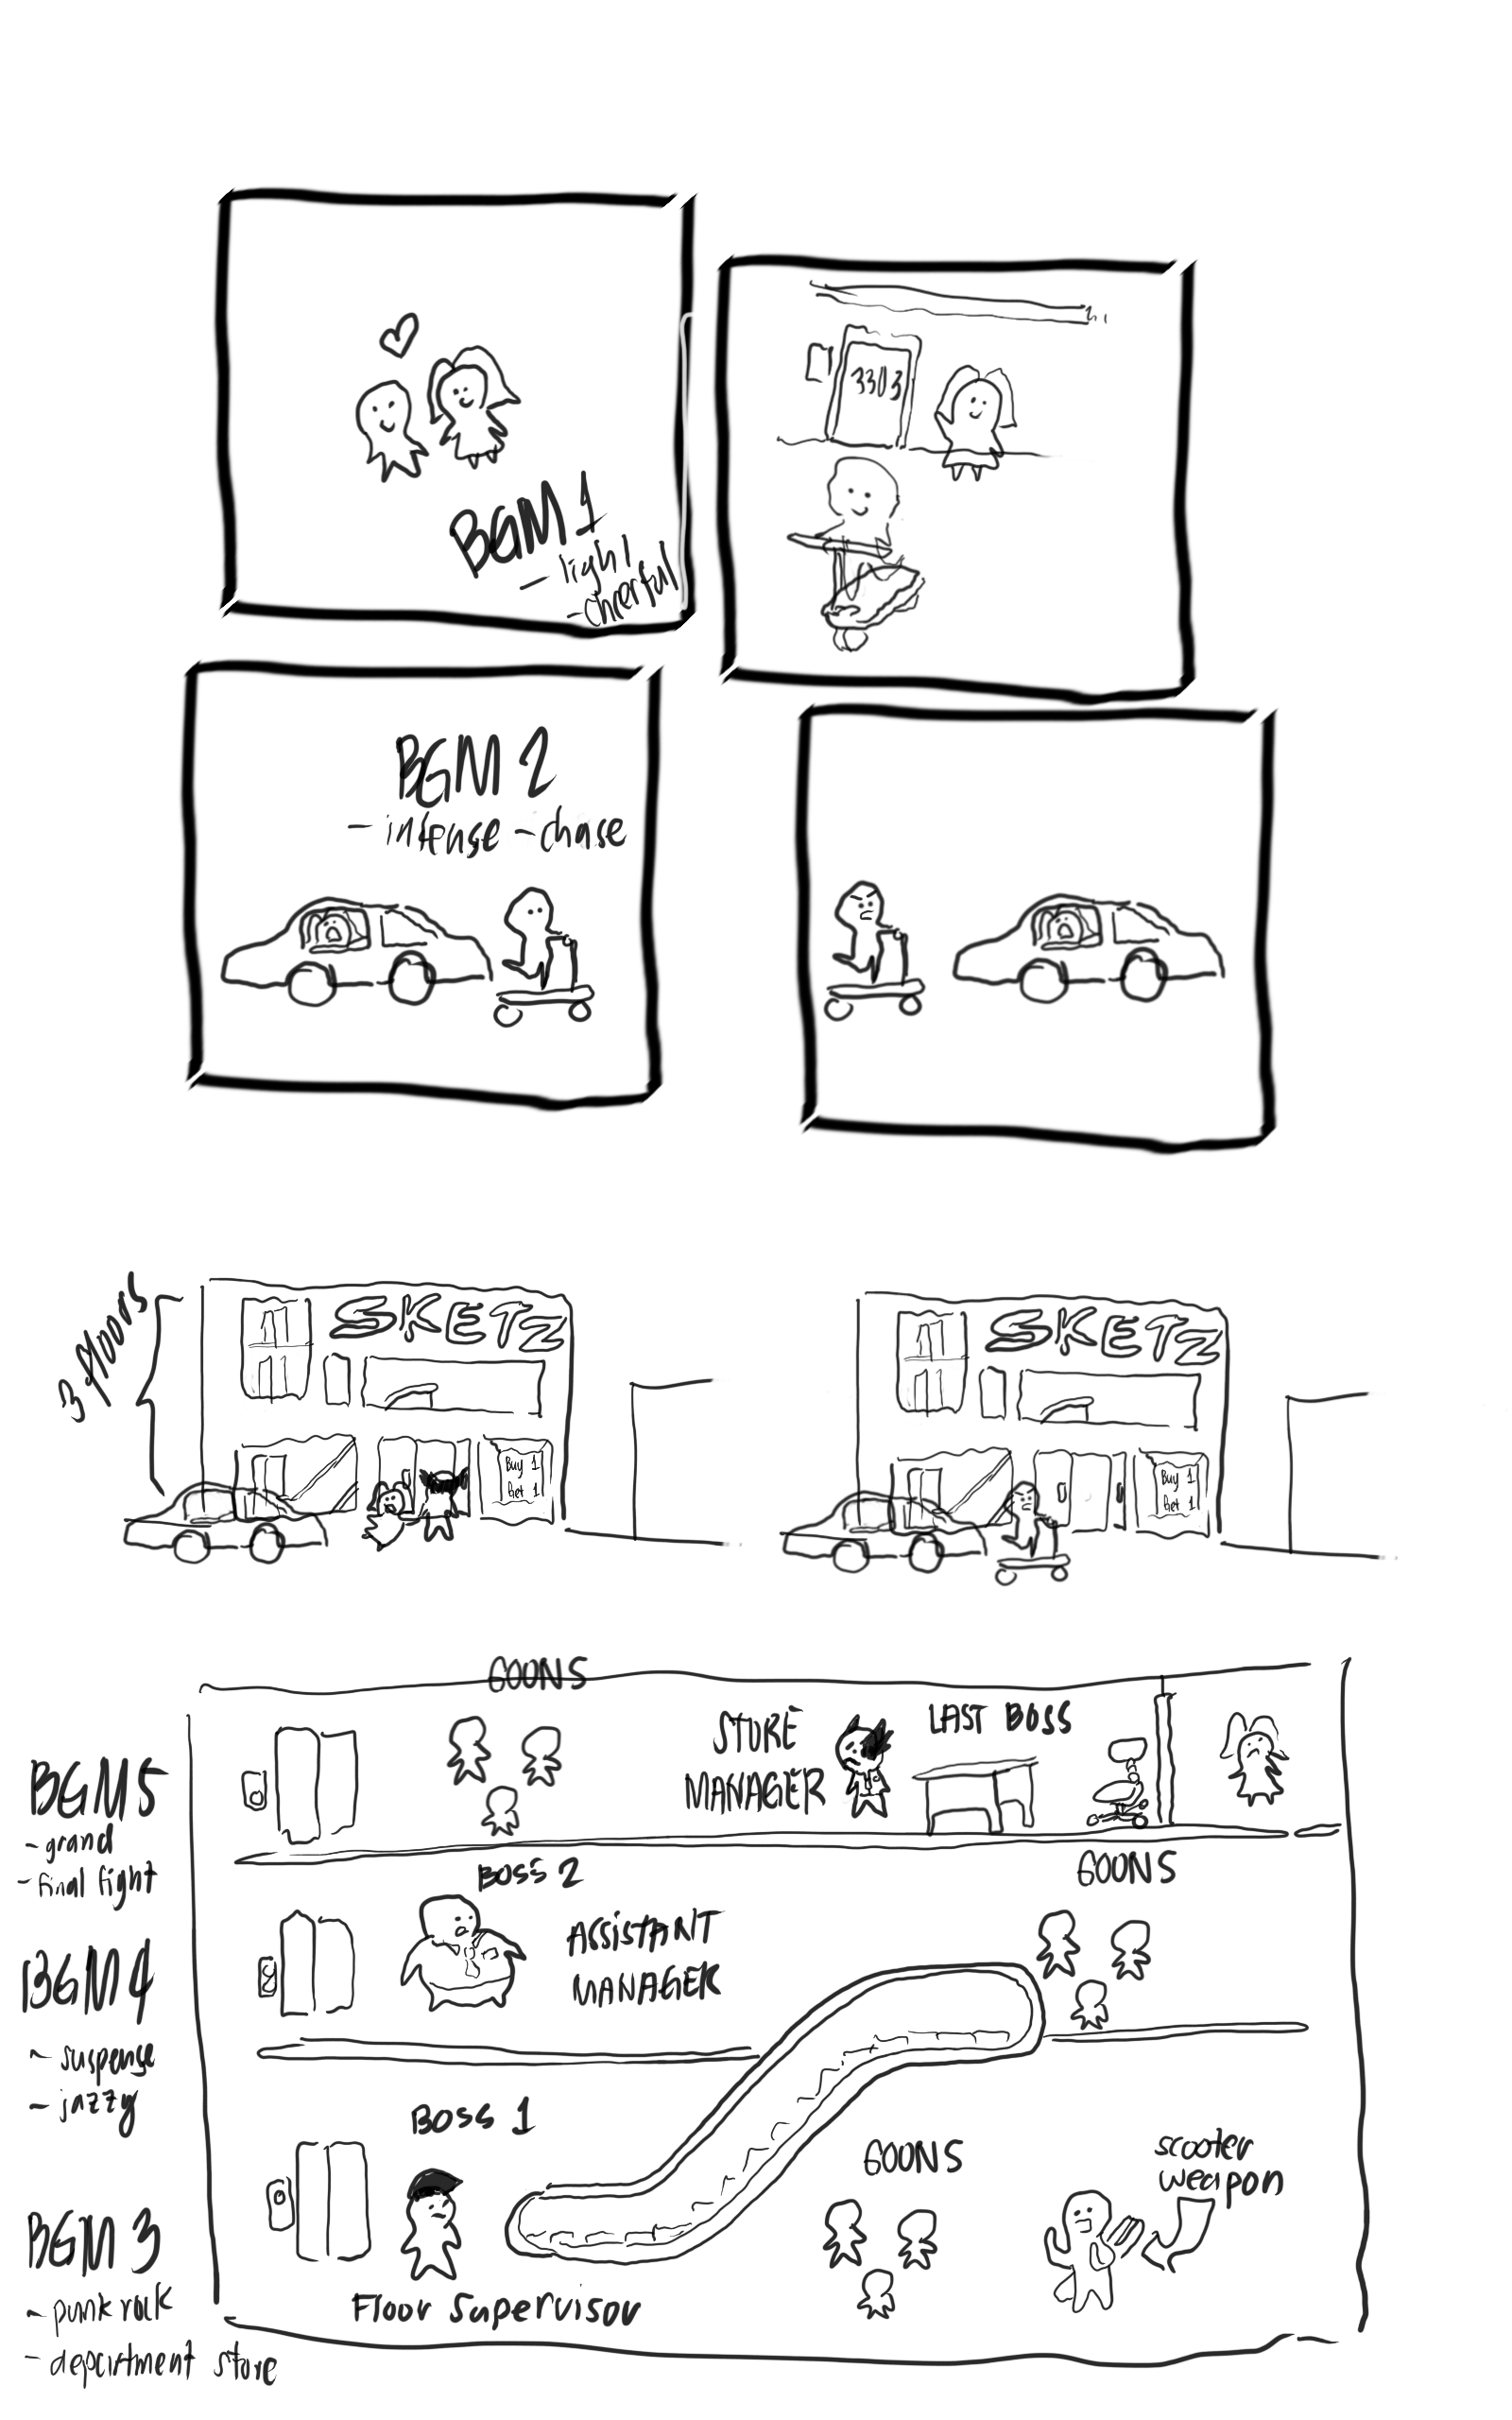 BGM 1
- light
- cheerful
3303
BGM 2
- intense - chase
3 floors
SKETZ
Buy 1
Get 1
SKETZ
Buy 1
Get 1
GOONS
STORE
MANAGER
LAST BOSS
BGM 5
- grand
- final fight
BOSS 2
ASSISTANT
MANAGER
GOONS
BGM 4
- suspense
- jazzy
BOSS 1
Floor Supervisor
GOONS
scooter
weapon
BGM 3
- punk rock
- department store